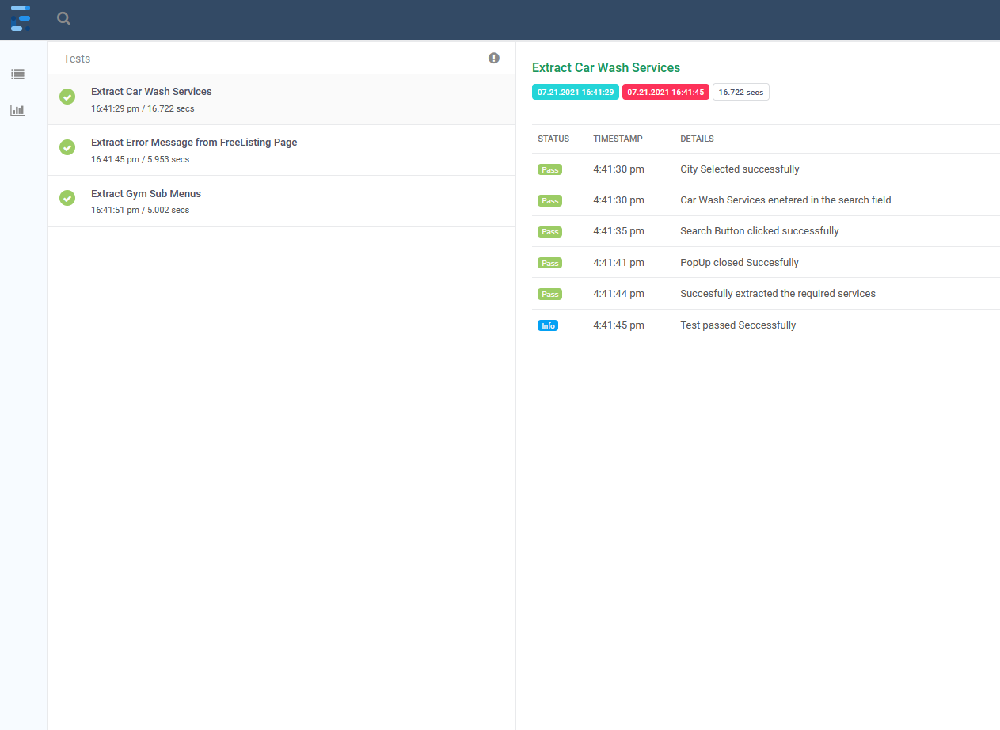 Tests
Extract Car Wash Services
16:41:29 pm / 16.722 secs
Extract Error Message from FreeListing Page
16:41:45 pm / 5.953 secs
Extract Gym Sub Menus
16:41:51 pm / 5.002 secs
Extract Car Wash Services
07.21.2021 16:41:29 07.21.2021 16:41:45 16.722 secs
STATUS TIMESTAMP DETAILS
Pass 4:41:30 pm City Selected successfully
Pass 4:41:30 pm Car Wash Services enetered in the search field
Pass 4:41:35 pm Search Button clicked successfully
Pass 4:41:41 pm PopUp closed Succesfully
Pass 4:41:44 pm Succesfully extracted the required services
Info 4:41:45 pm Test passed Seccessfully